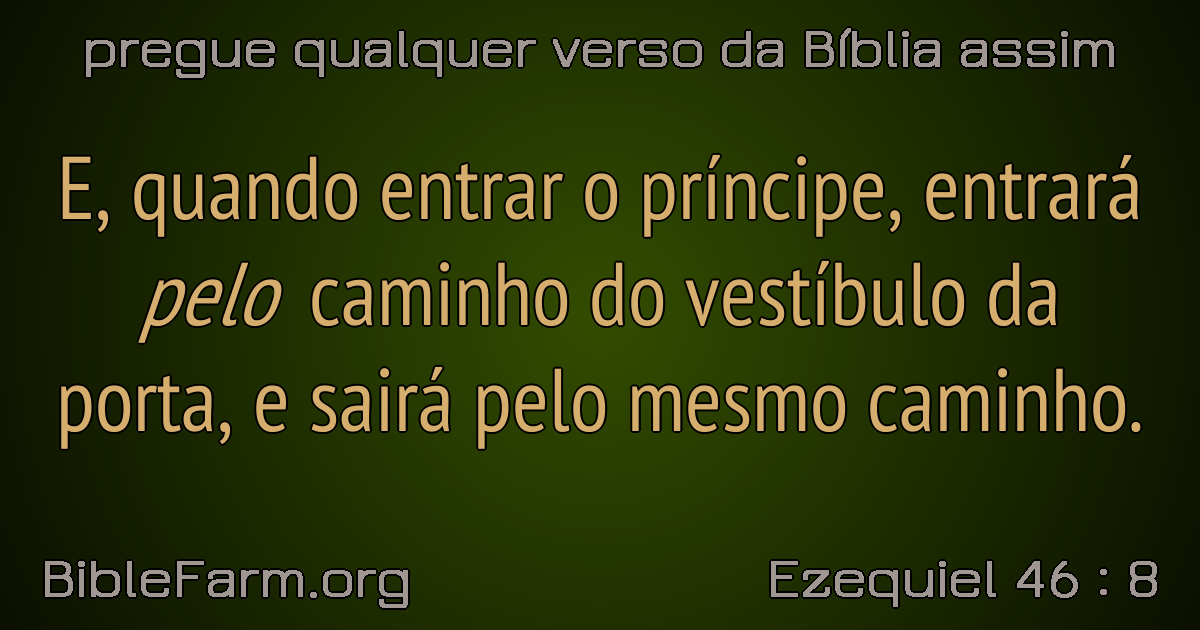 pregue qualquer verso da Bíblia assim
E, quando entrar o príncipe, entrará
pelo caminho do vestíbulo da
porta, e sairá pelo mesmo caminho.
BibleFarm.org
Ezequiel 46 : 8